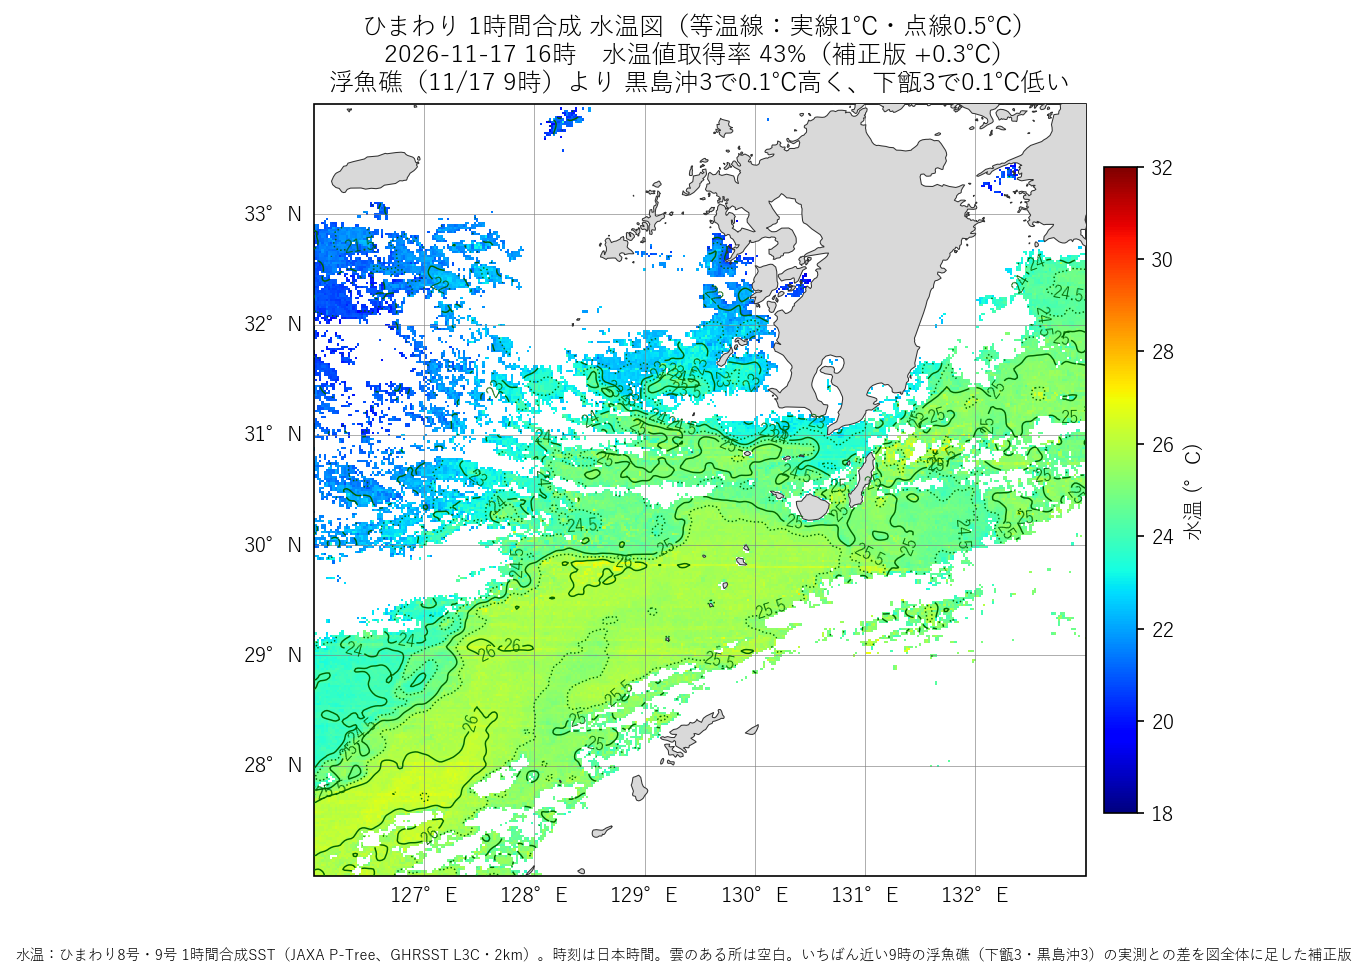 ひまわり 1時間合成 水温図（等温線：実線1℃・点線0.5℃）
2026-11-17 16時　水温値取得率 43%（補正版 +0.3℃）
浮魚礁（11/17 9時）より 黒島沖3で0.1℃高く、下甑3で0.1℃低い
33° N
32° N
31° N
30° N
29° N
28° N
127° E
128° E
129° E
130° E
131° E
132° E
32
30
28
26
24
22
20
18
水温 (° C)
水温：ひまわり8号・9号 1時間合成SST（JAXA P-Tree、GHRSST L3C・2km）。時刻は日本時間。雲のある所は空白。いちばん近い9時の浮魚礁（下甑3・黒島沖3）の実測との差を図全体に足した補正版